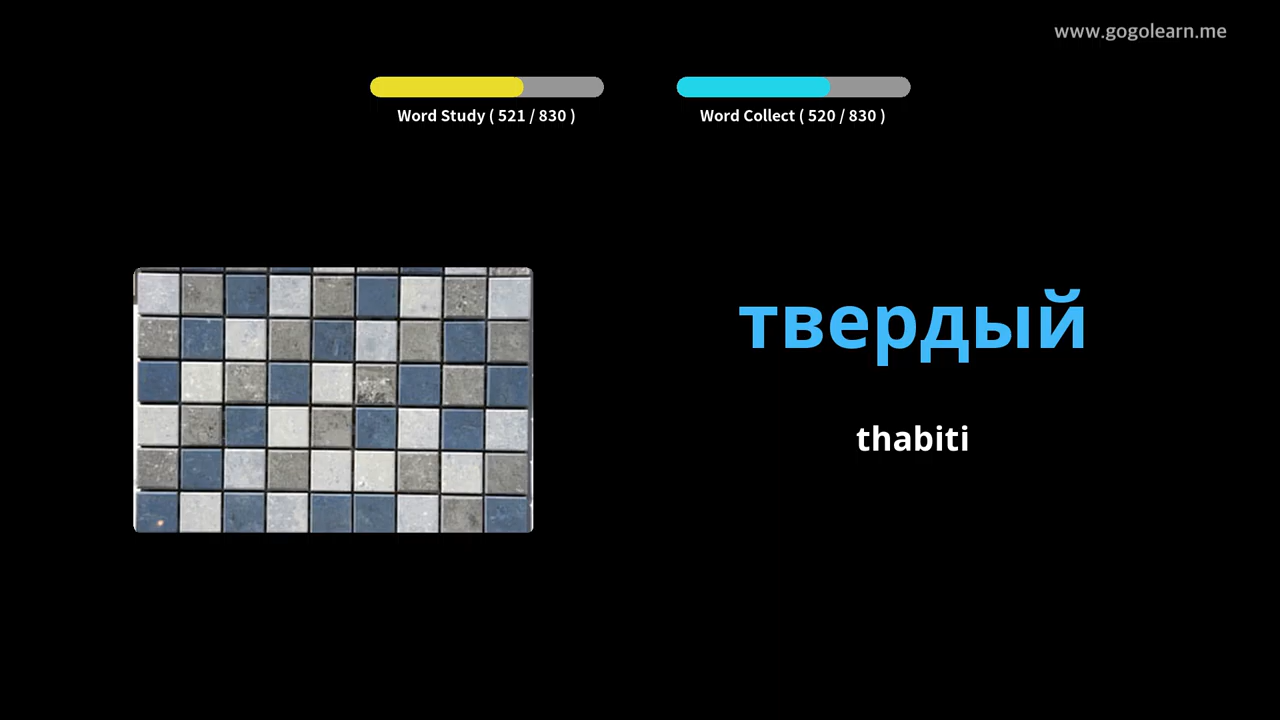 www.gogolearn.me
Word Study ( 521 / 830 )
Word Collect ( 520 / 830 )
твердый
thabiti